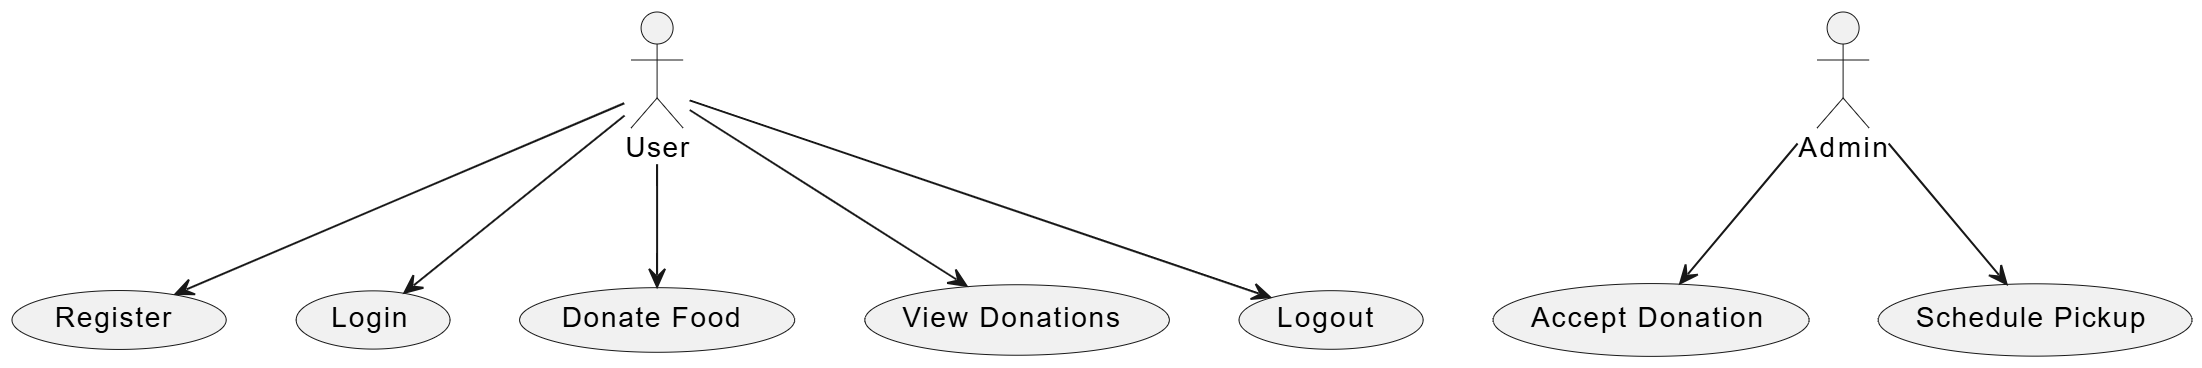 User
Admin
Register
Login
Donate Food
View Donations
Logout
Accept Donation
Schedule Pickup